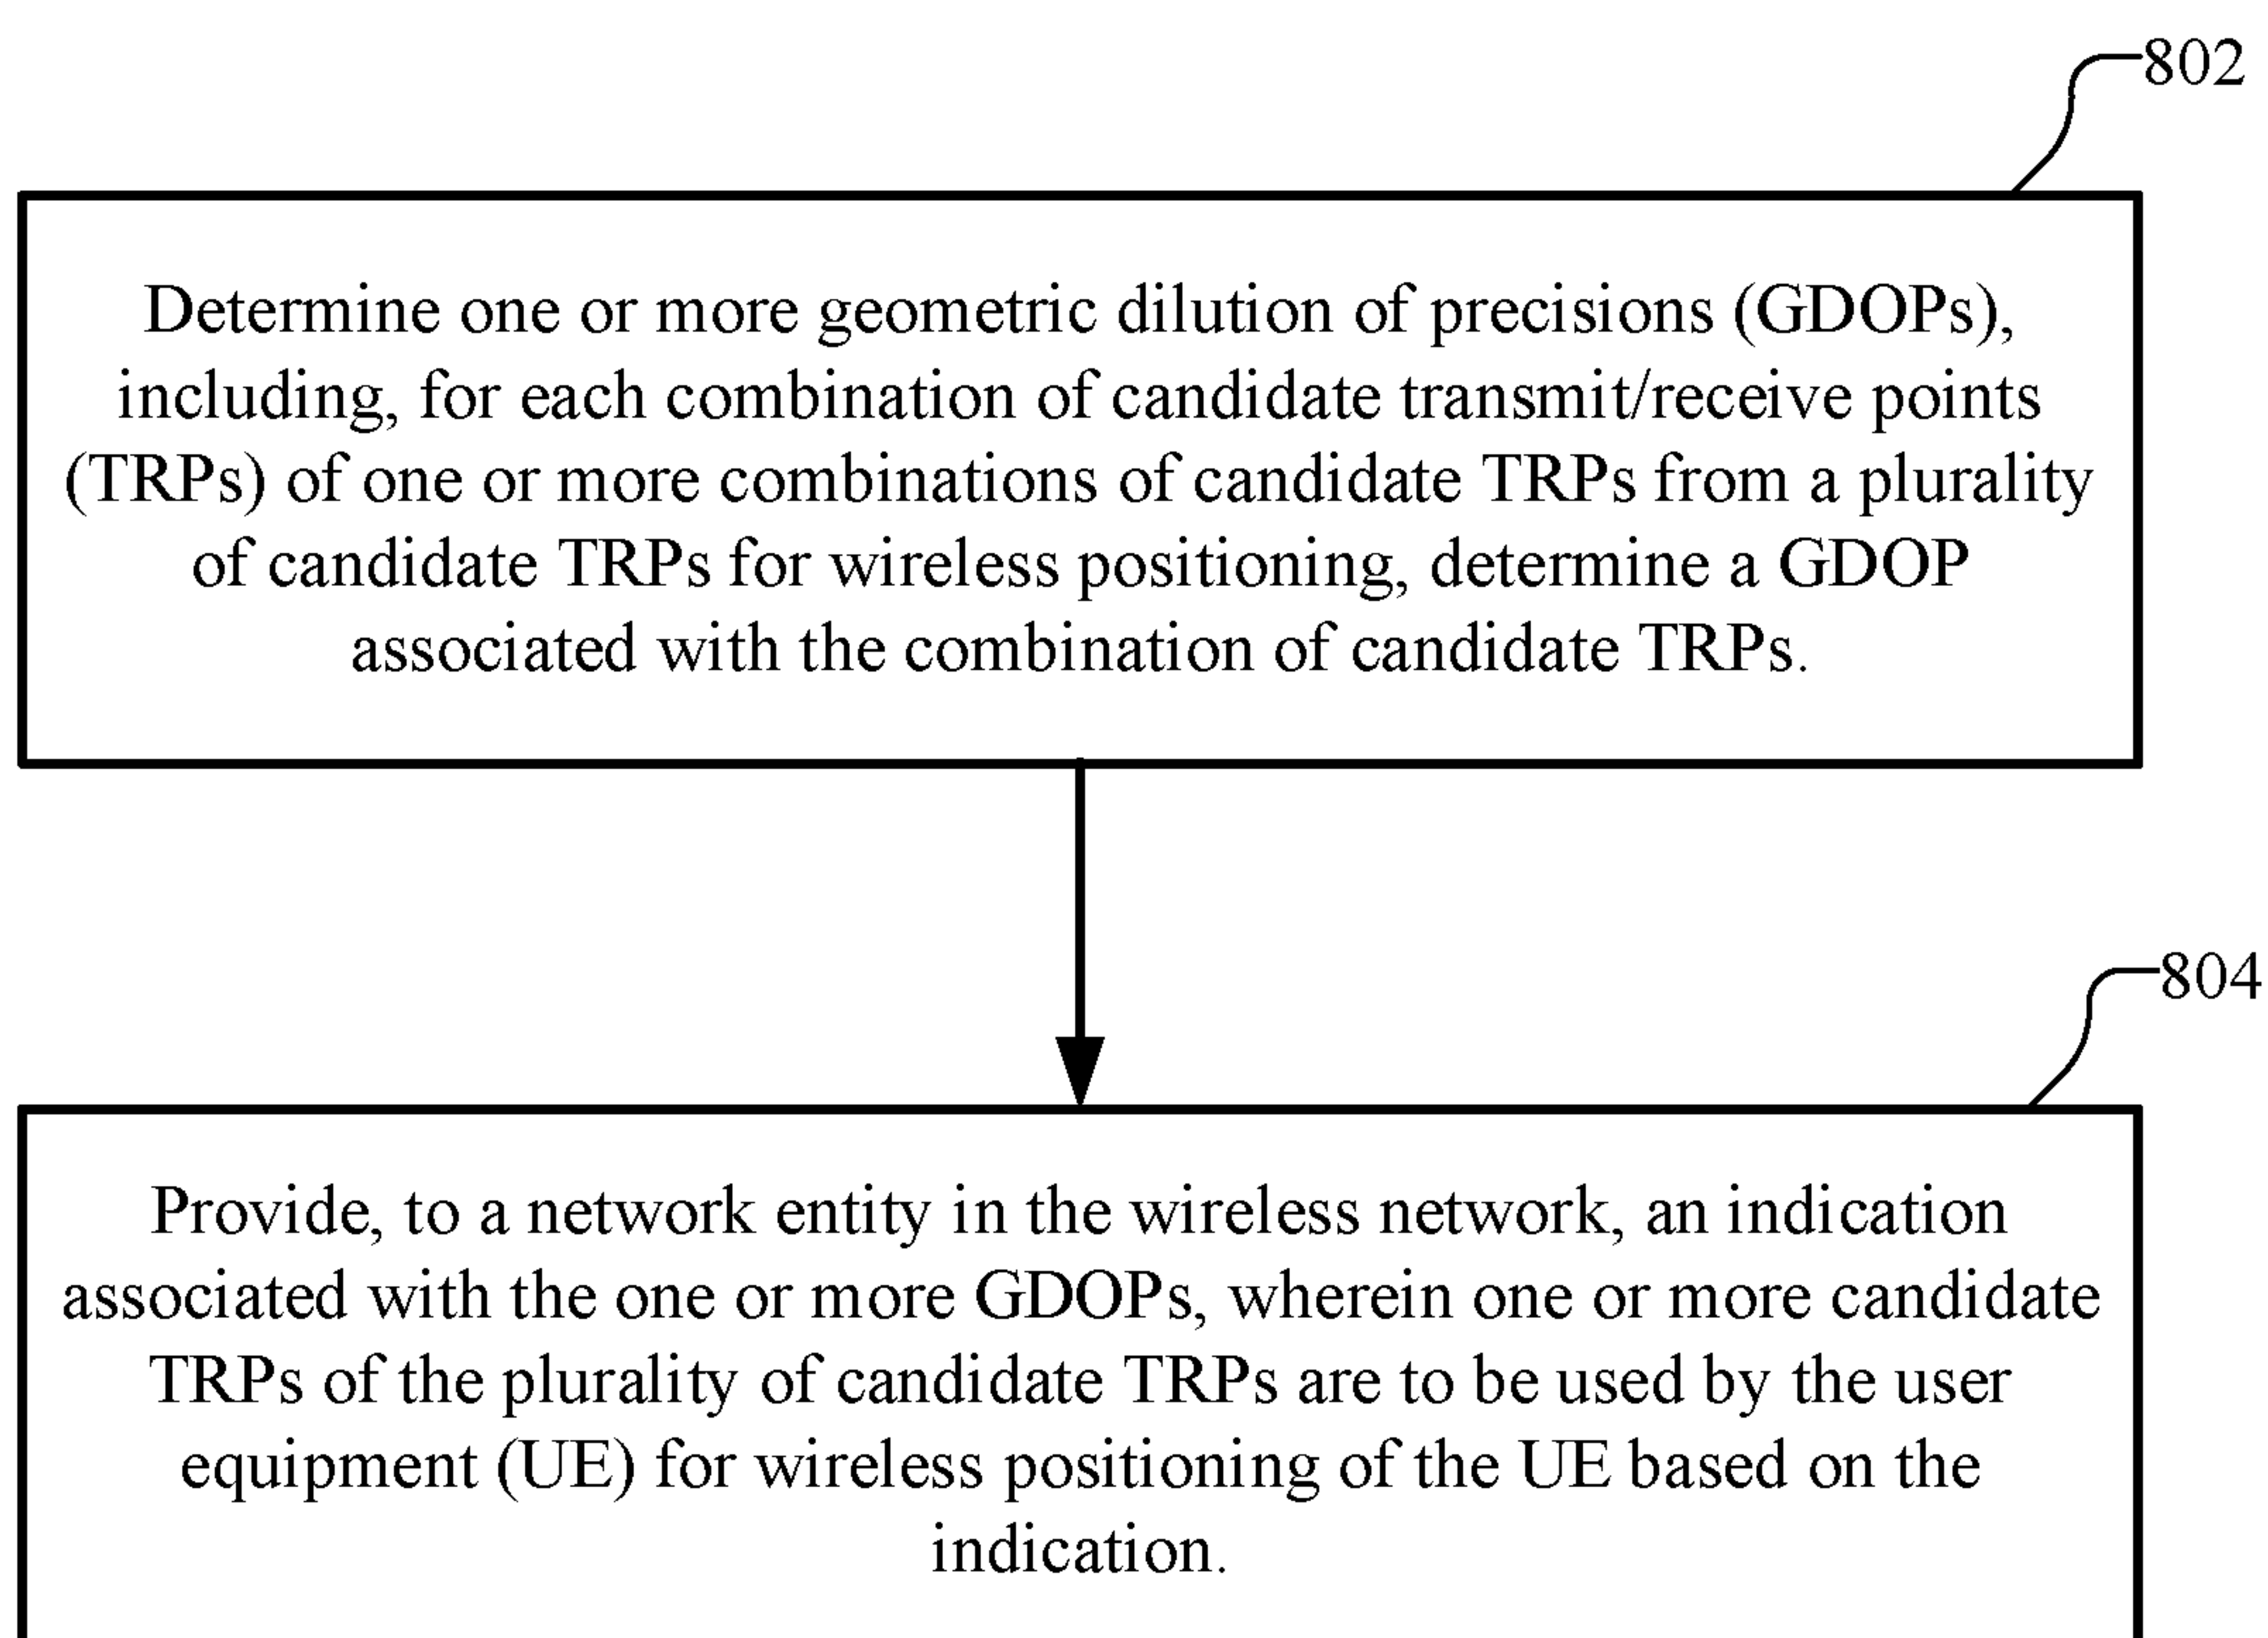 802
Determine one or more geometric dilution of precisions (GDOPs),
including, for each combination of candidate transmit/receive points
(TRPs) of one or more combinations of candidate TRPs from a plurality
of candidate TRPs for wireless positioning, determine a GDOP
associated with the combination of candidate TRPs.
804
Provide, to a network entity in the wireless network, an indication
associated with the one or more GDOPs, wherein one or more candidate
TRPs of the plurality of candidate TRPs are to be used by the user
equipment (UE) for wireless positioning of the UE based on the
indication.